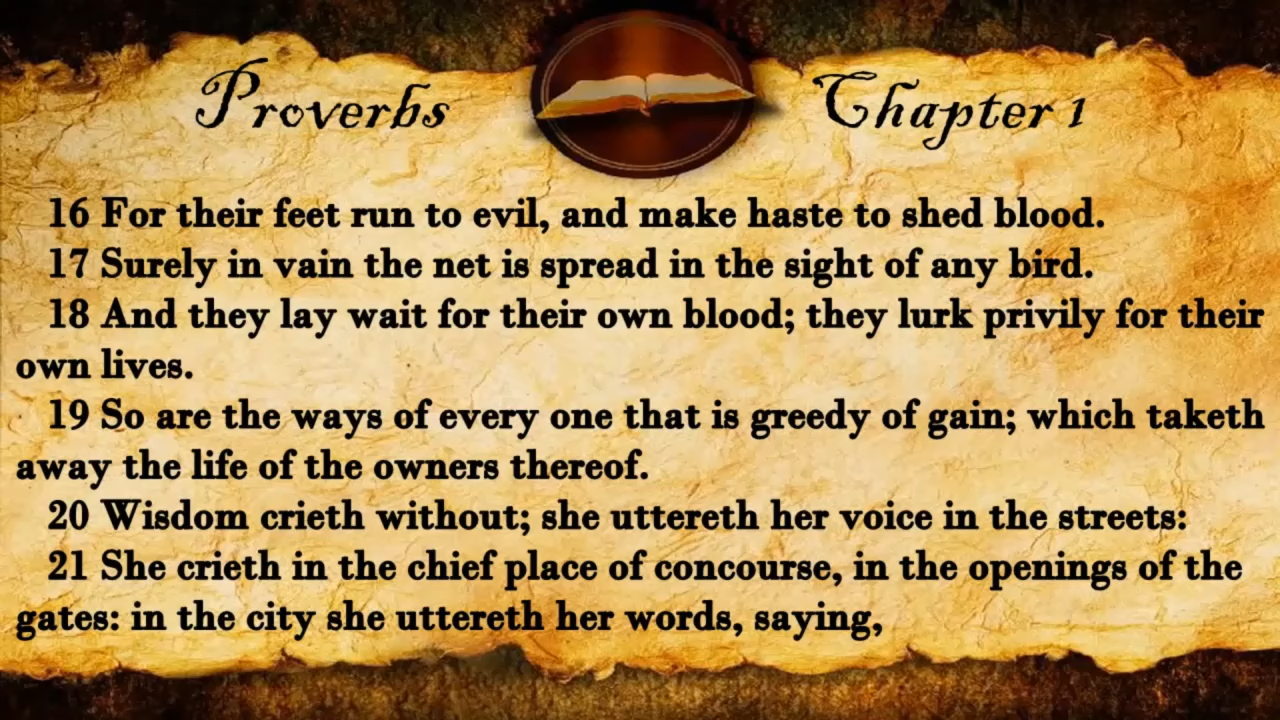 Proverbs Chapter 1
16 For their feet run to evil, and make haste to shed blood.
17 Surely in vain the net is spread in the sight of any bird.
18 And they lay wait for their own blood; they lurk privily for their
own lives.
19 So are the ways of every one that is greedy of gain; which taketh
away the life of the owners thereof.
20 Wisdom crieth without; she uttereth her voice in the streets:
21 She crieth in the chief place of concourse, in the openings of the
gates: in the city she uttereth her words, saying,